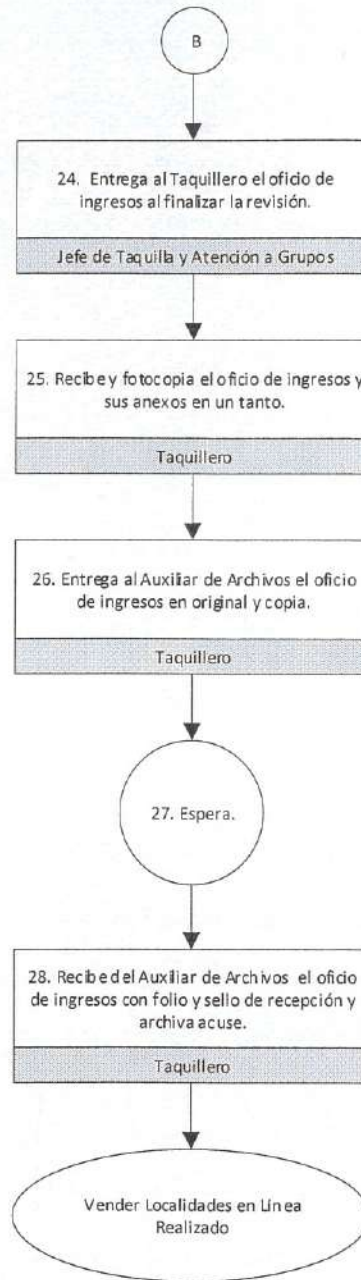 B
24. Entrega al Taquillero el oficio de
ingresos al finalizar la revisión.
Jefe de Taquilla y Atención a Grupos
25. Recibe y fotocopia el oficio de ingresos y
sus anexos en un tanto.
Taquillero
26. Entrega al Auxiliar de Archivos el oficio
de ingresos en original y copia.
Taquillero
27. Espera.
28. Recibe del Auxiliar de Archivos el oficio
de ingresos con folio y sello de recepción y
archiva acuse.
Taquillero
Vender Localidades en Línea
Realizado